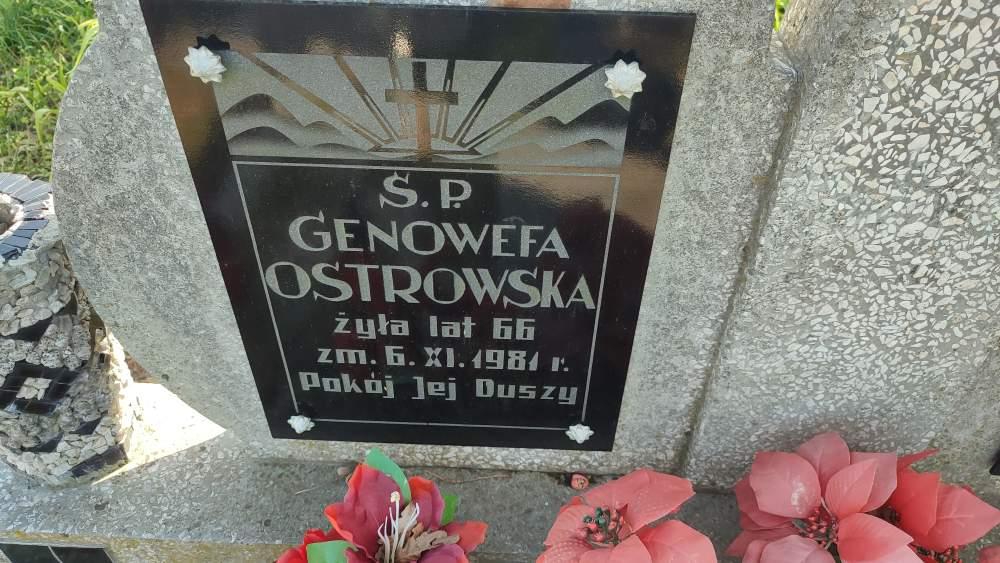 Ś. P.
GENOWEFA
OSTROWSKA
żyła lat 66
zm. 6. XI. 1981 r.
Pokój Jej Duszy